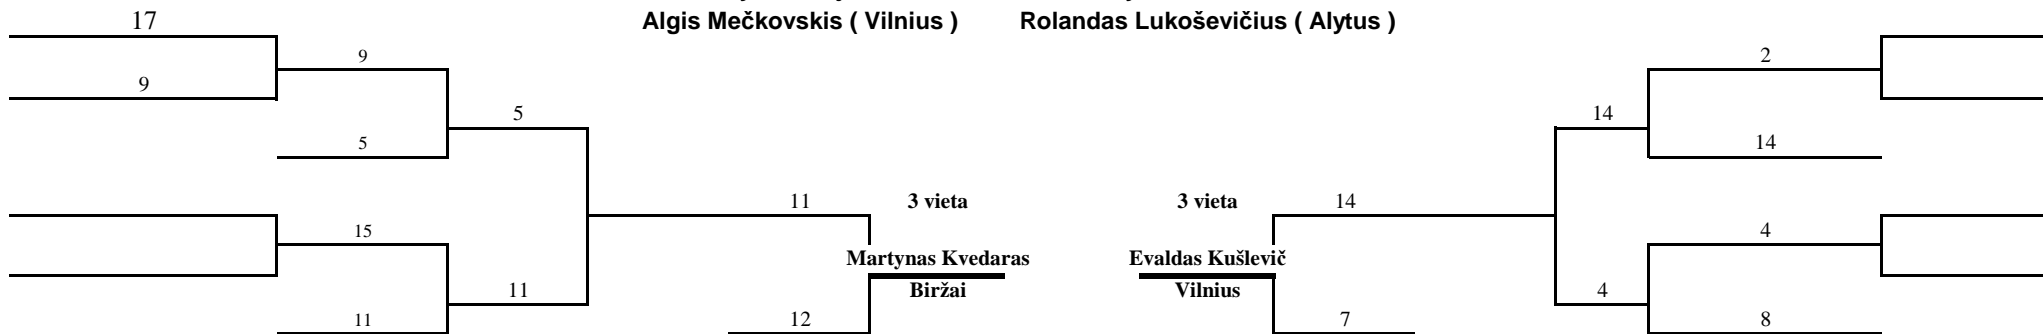 Algis Mečkovskis ( Vilnius ) Rolandas Lukoševičius ( Alytus )
17
9 2
9
5 14
5 14
11 3 vieta 3 vieta 14
15 4
Martynas Kvedaras Evaldas Kušlevič
11 Biržai Vilnius 4
11 12 7 8